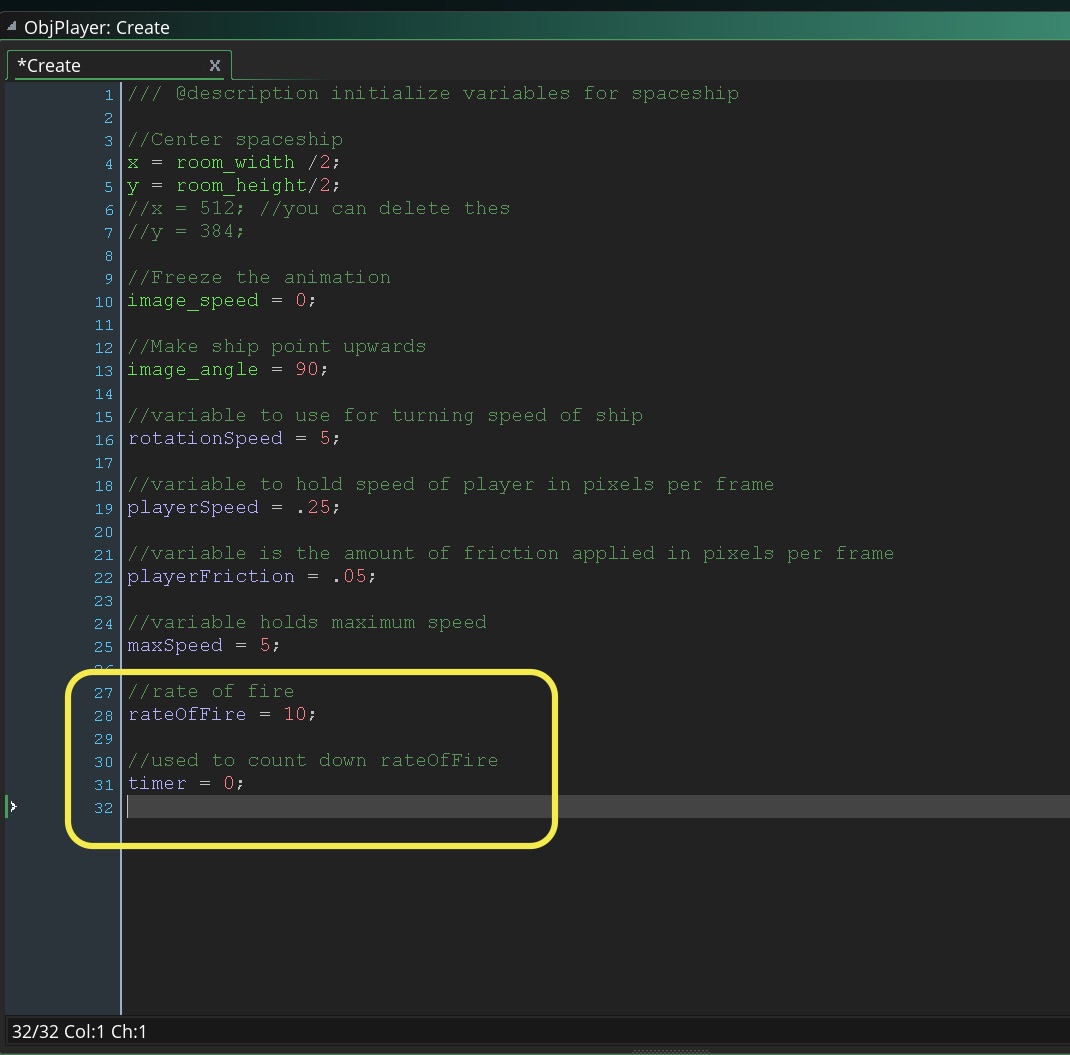 ObjPlayer: Create
*Create X
1 /// @description initialize variables for spaceship
2
3 //Center spaceship
4 x = room_width /2;
5 y = room_height/2;
6 //x = 512; //you can delete thes
7 //y = 384;
8
9 //Freeze the animation
10 image_speed = 0;
11
12 //Make ship point upwards
13 image_angle = 90;
14
15 //variable to use for turning speed of ship
16 rotationSpeed = 5;
17
18 //variable to hold speed of player in pixels per frame
19 playerSpeed = .25;
20
21 //variable is the amount of friction applied in pixels per frame
22 playerFriction = .05;
23
24 //variable holds maximum speed
25 maxSpeed = 5;
26
27 //rate of fire
28 rateOfFire = 10;
29
30 //used to count down rateOfFire
31 timer = 0;
32
32/32 Col:1 Ch:1